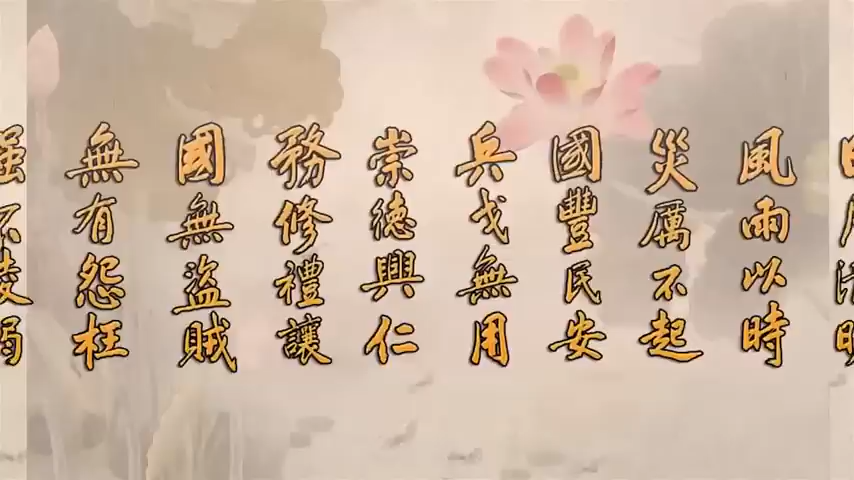 風雨以時
災厲不起
國豐民安
兵戈無用
崇德興仁
務修禮讓
國無盜賊
無有怨枉